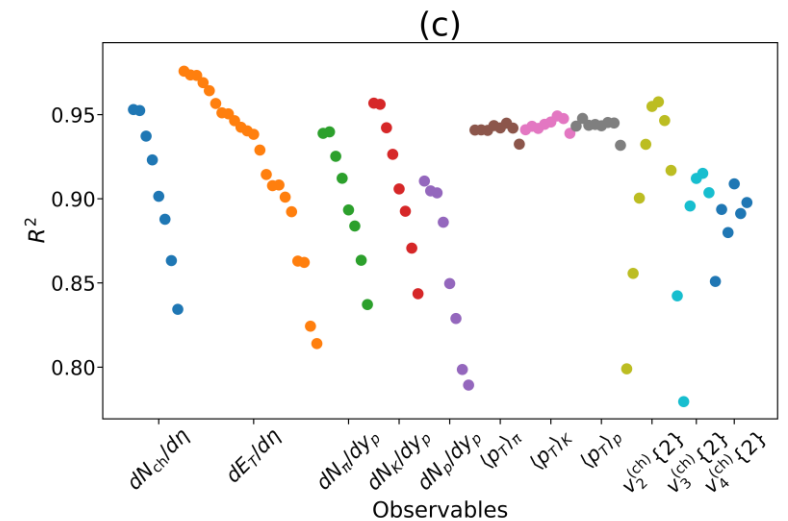 (c)
R²
0.95
0.90
0.85
0.80
dN_ch/dη
dE_T/dη
dN_π/dy_p
dN_K/dy_p
dN_p/dy_p
⟨p_T⟩_π
⟨p_T⟩_K
⟨p_T⟩_p
v_2^(ch){2}
v_3^(ch){2}
v_4^(ch){2}
Observables